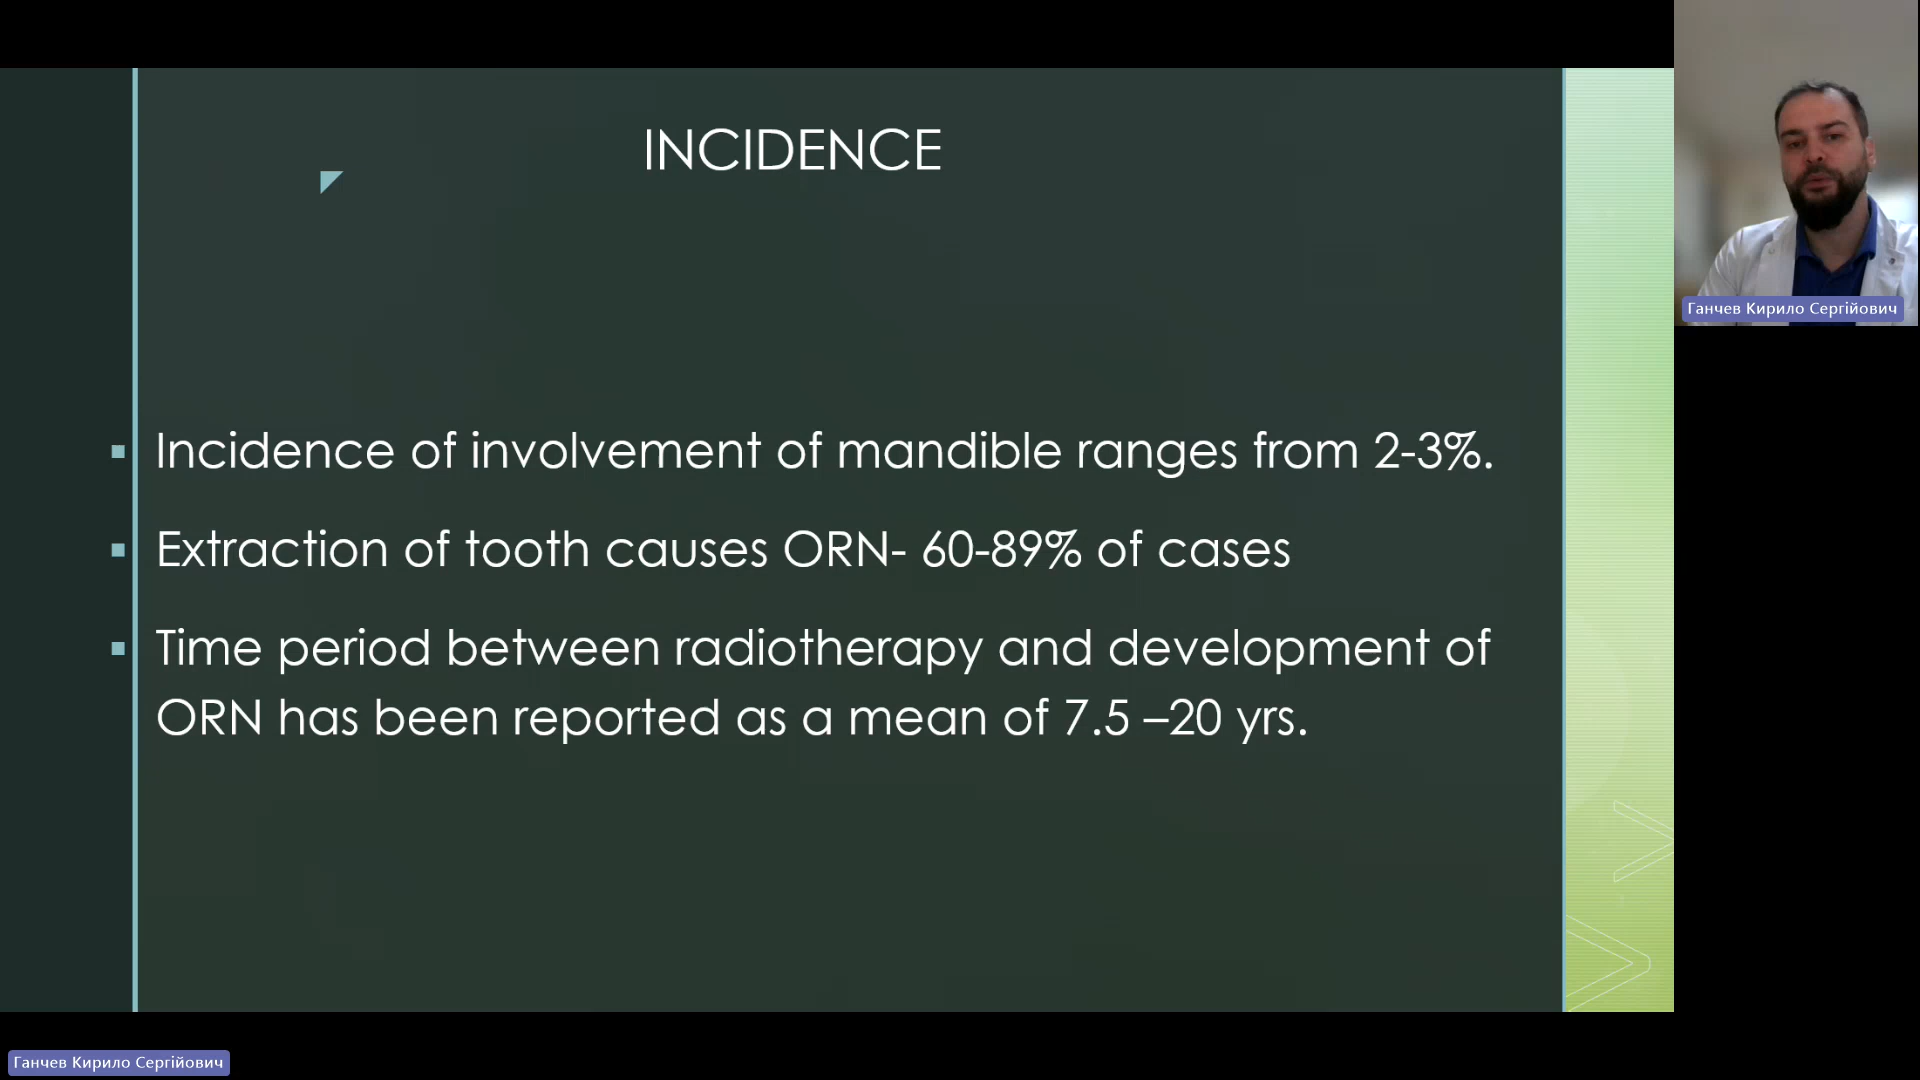 INCIDENCE
Incidence of involvement of mandible ranges from 2-3%.
Extraction of tooth causes ORN- 60-89% of cases
Time period between radiotherapy and development of
ORN has been reported as a mean of 7.5 –20 yrs.
Ганчев Кирило Сергійович
Ганчев Кирило Сергійович